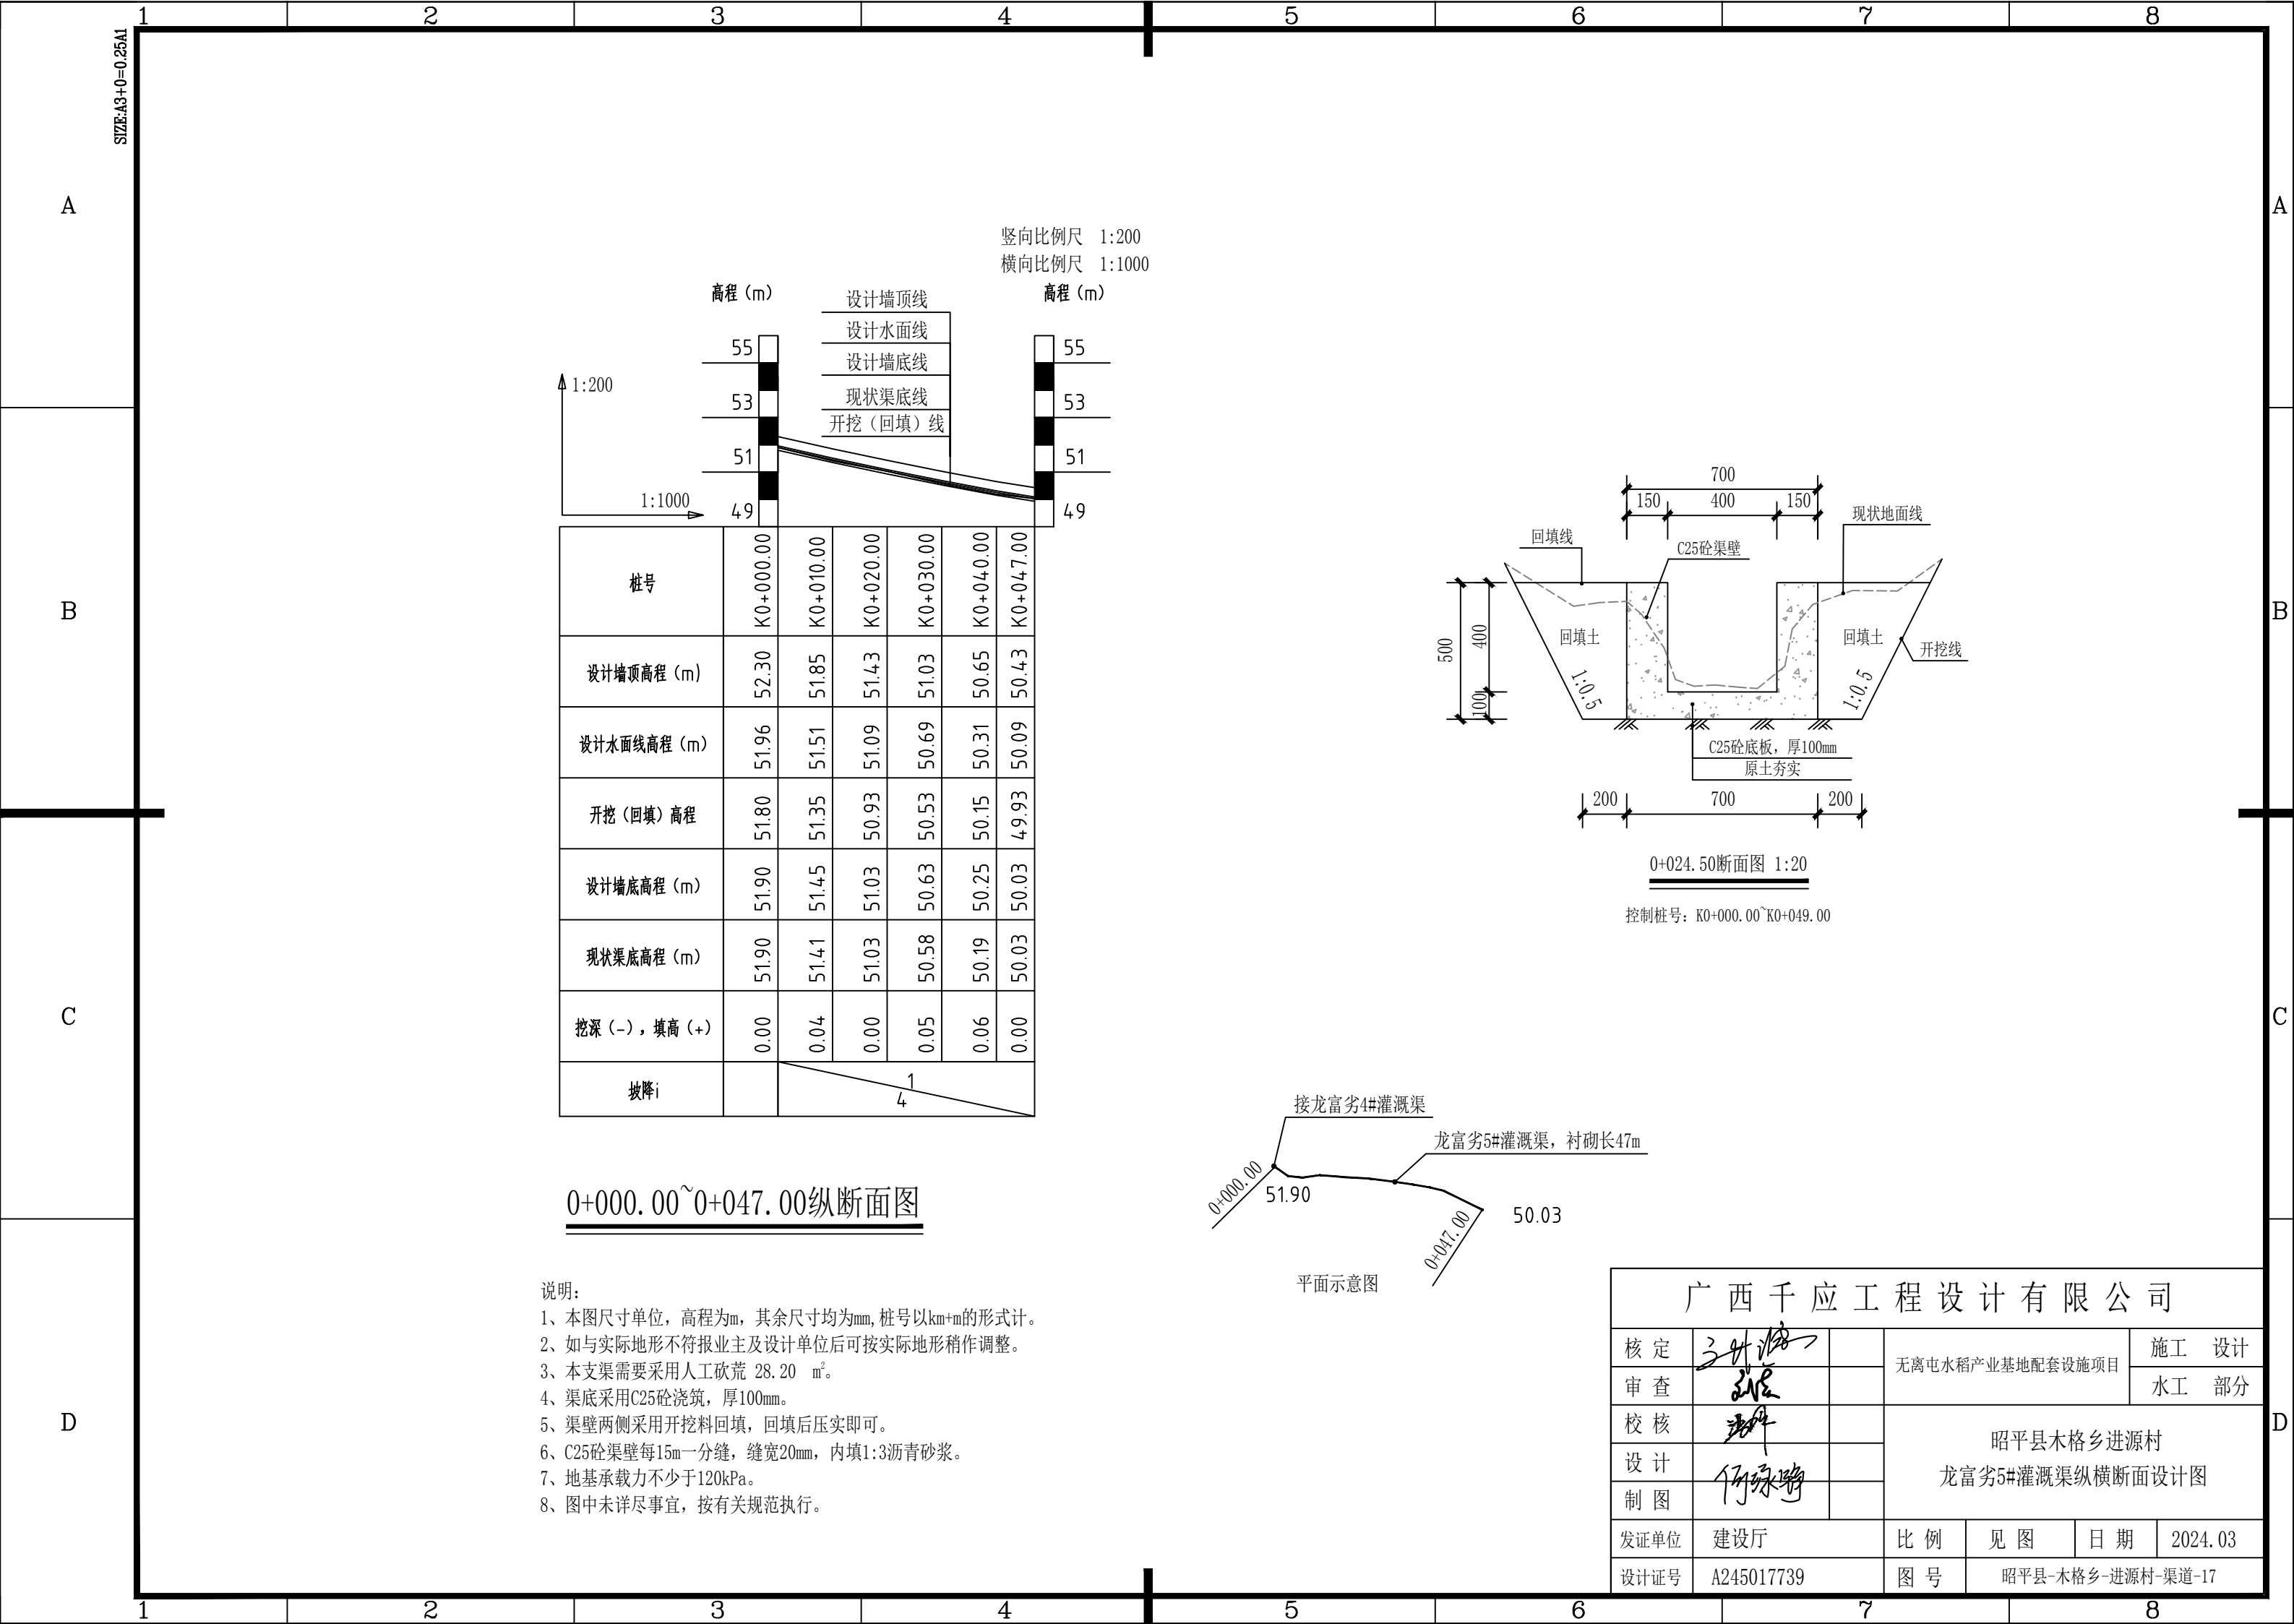 1 2 3 4 5 6 7 8
SIZE:A3+0=0.25A1
A A
B B
C C
D D
竖向比例尺 1:200
横向比例尺 1:1000
高程（m） 高程（m）
设计墙顶线
设计水面线
设计墙底线
现状渠底线
开挖（回填）线
55 55
53 53
51 51
49 49
1:200
1:1000
桩号 K0+000.00 K0+010.00 K0+020.00 K0+030.00 K0+040.00 K0+047.00
设计墙顶高程（m） 52.30 51.85 51.43 51.03 50.65 50.43
设计水面线高程（m） 51.96 51.51 51.09 50.69 50.31 50.09
开挖（回填）高程 51.80 51.35 50.93 50.53 50.15 49.93
设计墙底高程（m） 51.90 51.45 51.03 50.63 50.25 50.03
现状渠底高程（m） 51.90 51.41 51.03 50.58 50.19 50.03
挖深（-），填高（+） 0.00 0.04 0.00 0.05 0.06 0.00
坡降i 1 4
0+000.00~0+047.00纵断面图
说明：
1、本图尺寸单位，高程为m，其余尺寸均为mm,桩号以km+m的形式计。
2、如与实际地形不符报业主及设计单位后可按实际地形稍作调整。
3、本支渠需要采用人工砍荒 28.20 m²。
4、渠底采用C25砼浇筑，厚100mm。
5、渠壁两侧采用开挖料回填，回填后压实即可。
6、C25砼渠壁每15m一分缝，缝宽20mm，内填1:3沥青砂浆。
7、地基承载力不少于120kPa。
8、图中未详尽事宜，按有关规范执行。
700
150 400 150
现状地面线
回填线
C25砼渠壁
回填土 回填土
开挖线
500 400 100
1:0.5 1:0.5
C25砼底板，厚100mm
原土夯实
200 700 200
0+024.50断面图 1:20
控制桩号：K0+000.00~K0+049.00
接龙富劣4#灌溉渠
龙富劣5#灌溉渠，衬砌长47m
0+000.00
51.90
50.03
0+047.00
平面示意图
广西千应工程设计有限公司
核 定
审 查
校 核
设 计
制 图
无离屯水稻产业基地配套设施项目
施工 设计
水工 部分
昭平县木格乡进源村
龙富劣5#灌溉渠纵横断面设计图
发证单位 建设厅 比 例 见 图 日 期 2024.03
设计证号 A245017739 图 号 昭平县-木格乡-进源村-渠道-17
1 2 3 4 5 6 7 8